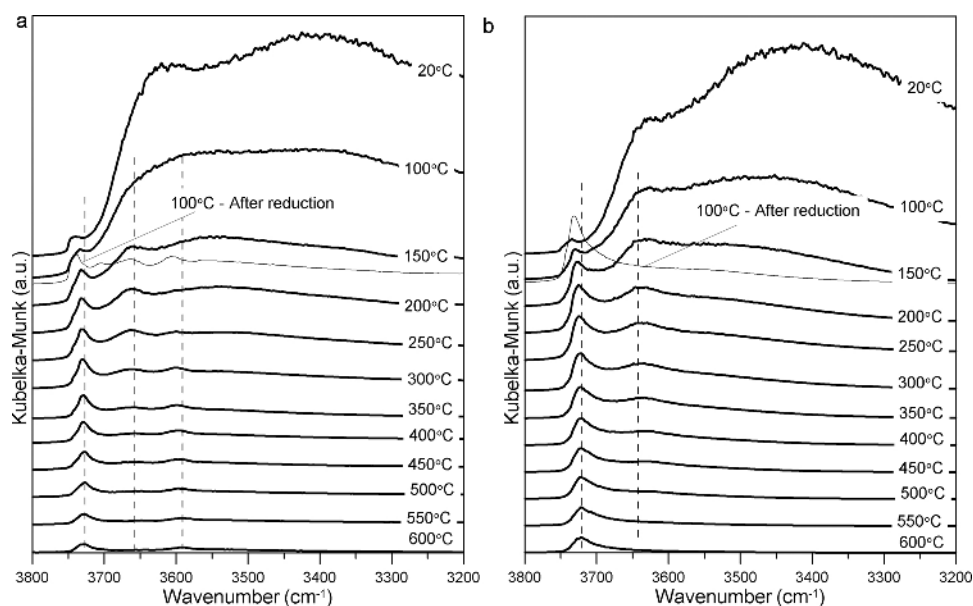 a
20°C
100°C
100°C - After reduction
150°C
200°C
250°C
300°C
350°C
400°C
450°C
500°C
550°C
600°C
Kubelka-Munk (a.u.)
3800 3700 3600 3500 3400 3300 3200
Wavenumber (cm⁻¹)
b
20°C
100°C
100°C - After reduction
150°C
200°C
250°C
300°C
350°C
400°C
450°C
500°C
550°C
600°C
Kubelka-Munk (a.u.)
3800 3700 3600 3500 3400 3300 3200
Wavenumber (cm⁻¹)